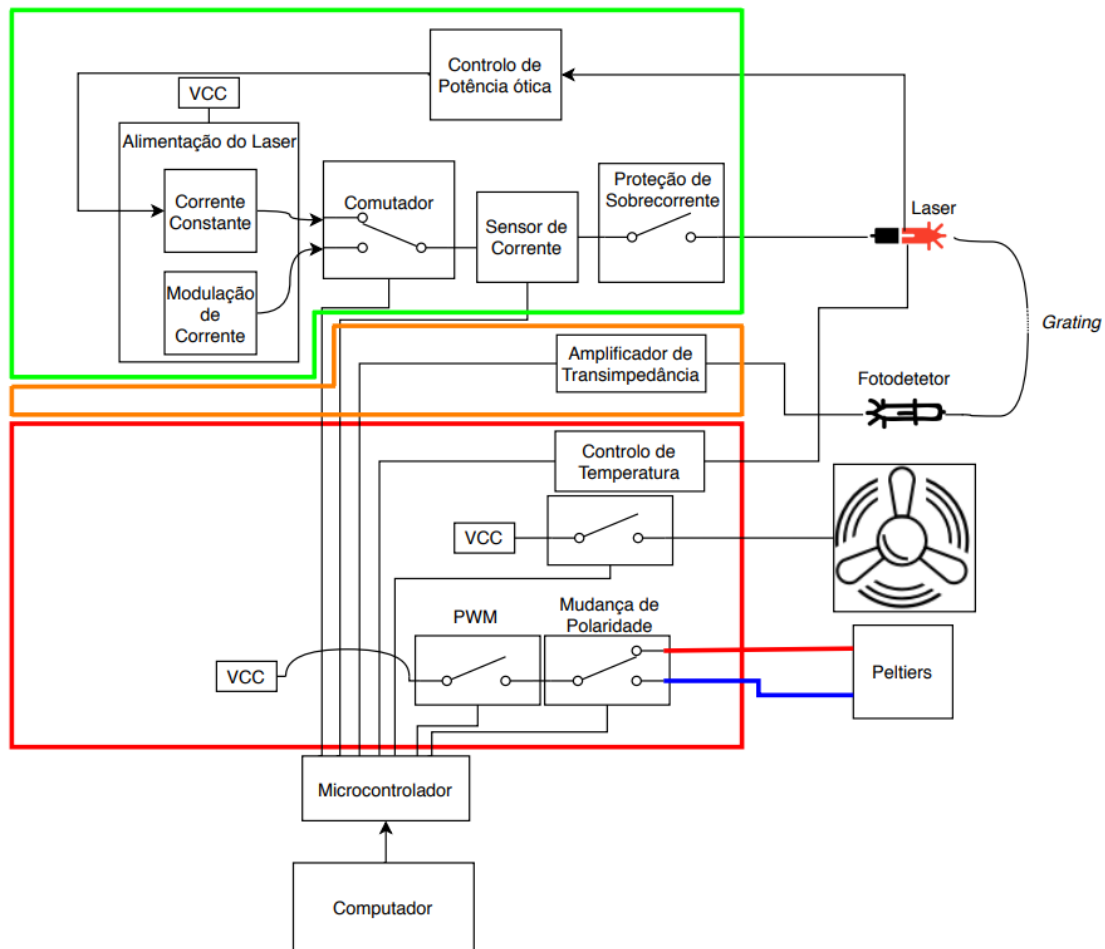 Controlo de
Potência ótica
VCC
Alimentação do Laser
Corrente
Constante
Modulação
de
Corrente
Comutador
Sensor de
Corrente
Proteção de
Sobrecorrente
Laser
Grating
Amplificador de
Transimpedância
Fotodetetor
Controlo de
Temperatura
VCC
PWM
Mudança de
Polaridade
VCC
Peltiers
Microcontrolador
Computador